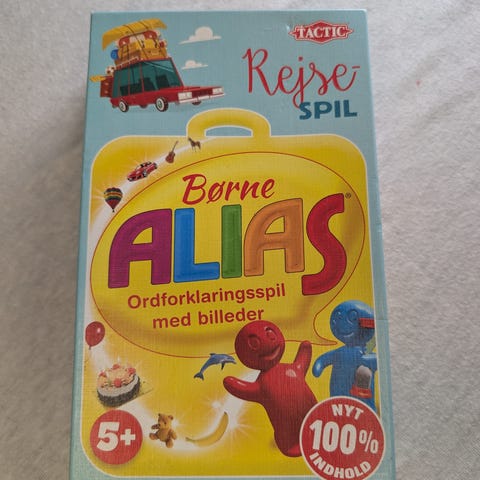 TACTIC
Rejse-
SPIL
Børne
ALIAS®
Ordforklaringsspil
med billeder
5+
NYT
100%
INDHOLD